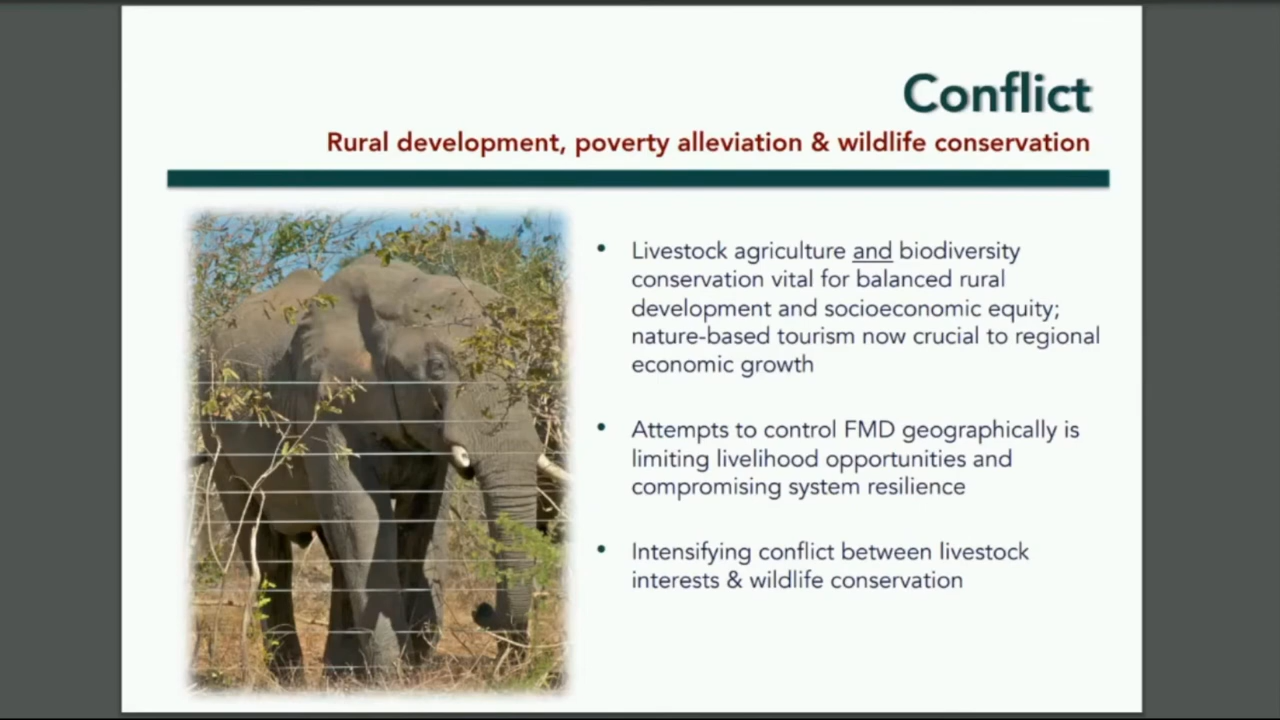 Conflict
Rural development, poverty alleviation & wildlife conservation
• Livestock agriculture and biodiversity
conservation vital for balanced rural
development and socioeconomic equity;
nature-based tourism now crucial to regional
economic growth
• Attempts to control FMD geographically is
limiting livelihood opportunities and
compromising system resilience
• Intensifying conflict between livestock
interests & wildlife conservation